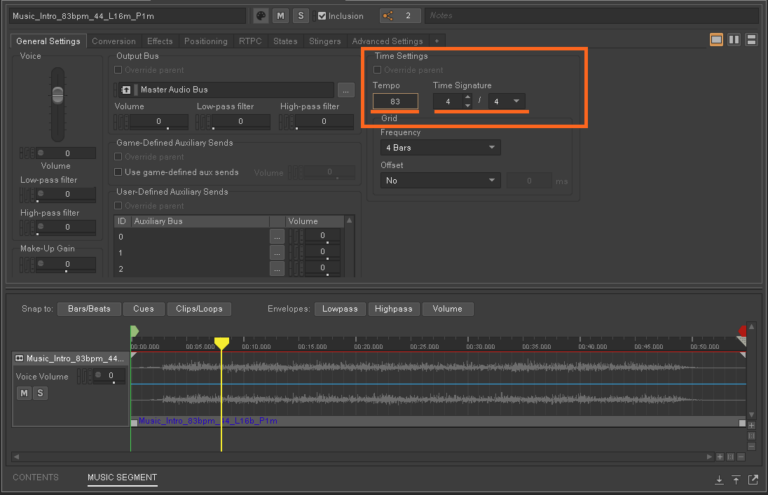 Music_Intro_83bpm_44_L16m_P1m M S Inclusion 2 Notes
General Settings Conversion Effects Positioning RTPC States Stingers Advanced Settings +
Voice
0
Volume
Low-pass filter
0
High-pass filter
0
Make-Up Gain
0
Output Bus
Override parent
Master Audio Bus ...
Volume Low-pass filter High-pass filter
0 0 0
Game-Defined Auxiliary Sends
Override parent
Use game-defined aux sends Volume 0
User-Defined Auxiliary Sends
Override parent
ID Auxiliary Bus Volume
0 ... 0
1 ... 0
2 ... 0
Time Settings
Override parent
Tempo Time Signature
83 4 / 4
Grid
Frequency
4 Bars
Offset
No 0 ms
Snap to: Bars/Beats Cues Clips/Loops Envelopes: Lowpass Highpass Volume
00:00.000 00:05.000 00:10.000 00:15.000 00:20.000 00:25.000 00:30.000 00:35.000 00:40.000 00:45.000 00:50.000
Music_Intro_83bpm_44...
Voice Volume 0
M S
Music_Intro_83bpm_44_L16b_P1m
CONTENTS MUSIC SEGMENT